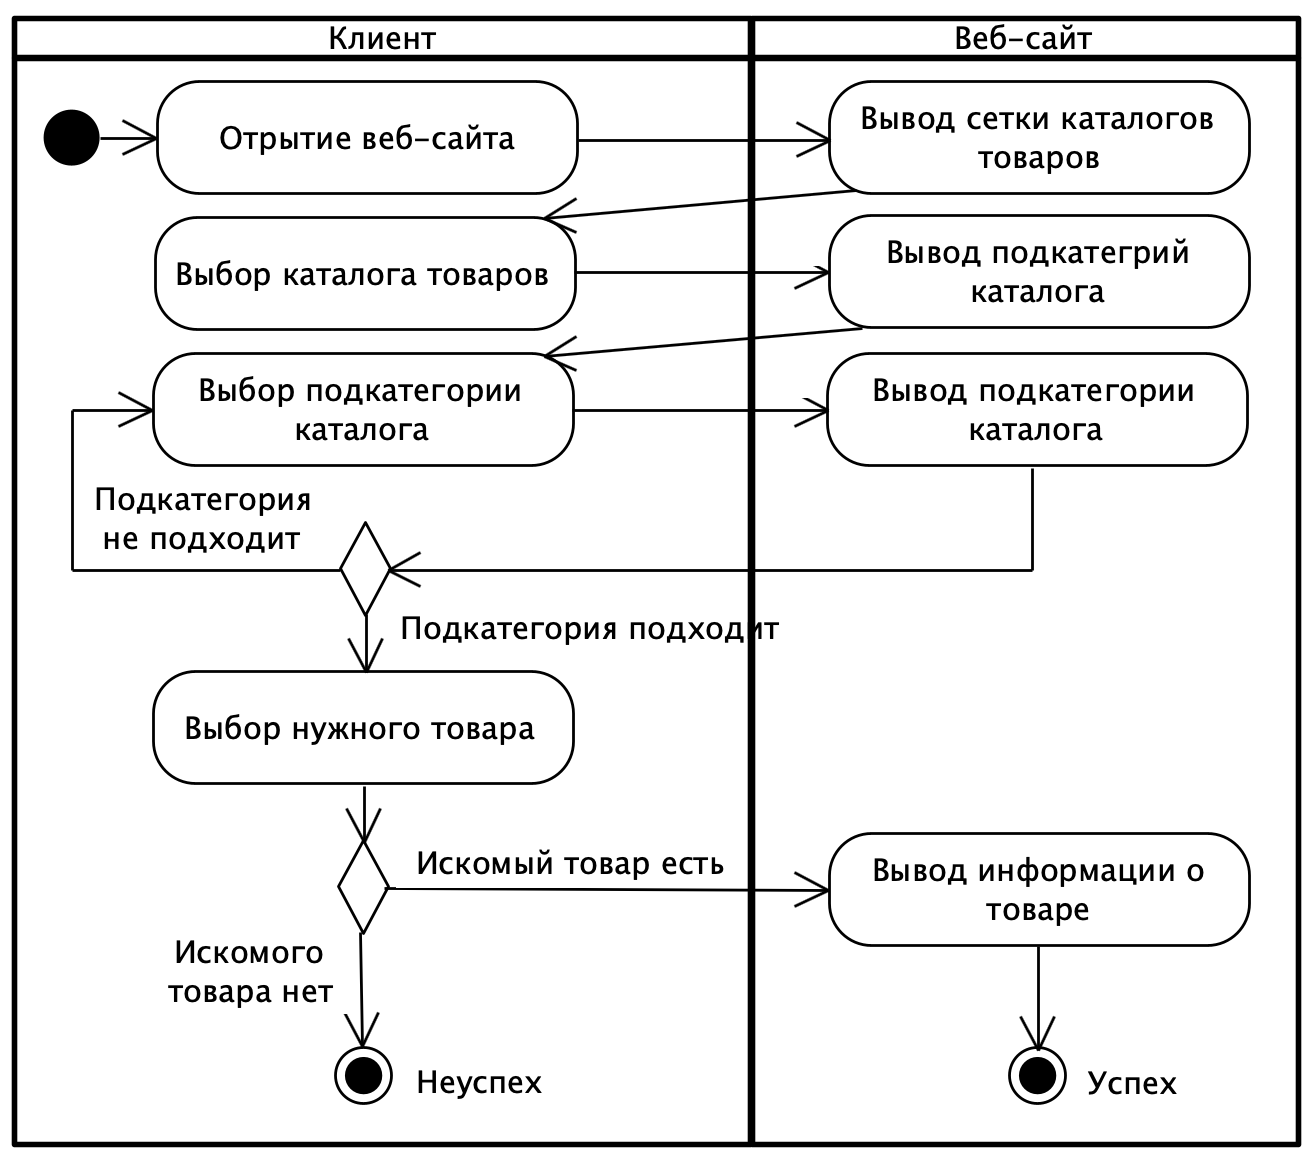 Клиент
Веб-сайт
Отрытие веб-сайта
Вывод сетки каталогов
товаров
Выбор каталога товаров
Вывод подкатегрий
каталога
Выбор подкатегории
каталога
Вывод подкатегории
каталога
Подкатегория
не подходит
Подкатегория подходит
Выбор нужного товара
Искомый товар есть
Вывод информации о
товаре
Искомого
товара нет
Неуспех
Успех